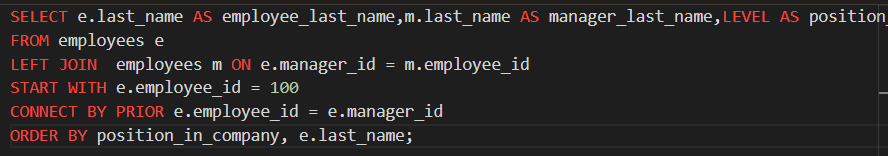 SELECT e.last_name AS employee_last_name,m.last_name AS manager_last_name,LEVEL AS position_
FROM employees e
LEFT JOIN  employees m ON e.manager_id = m.employee_id
START WITH e.employee_id = 100
CONNECT BY PRIOR e.employee_id = e.manager_id
ORDER BY position_in_company, e.last_name;